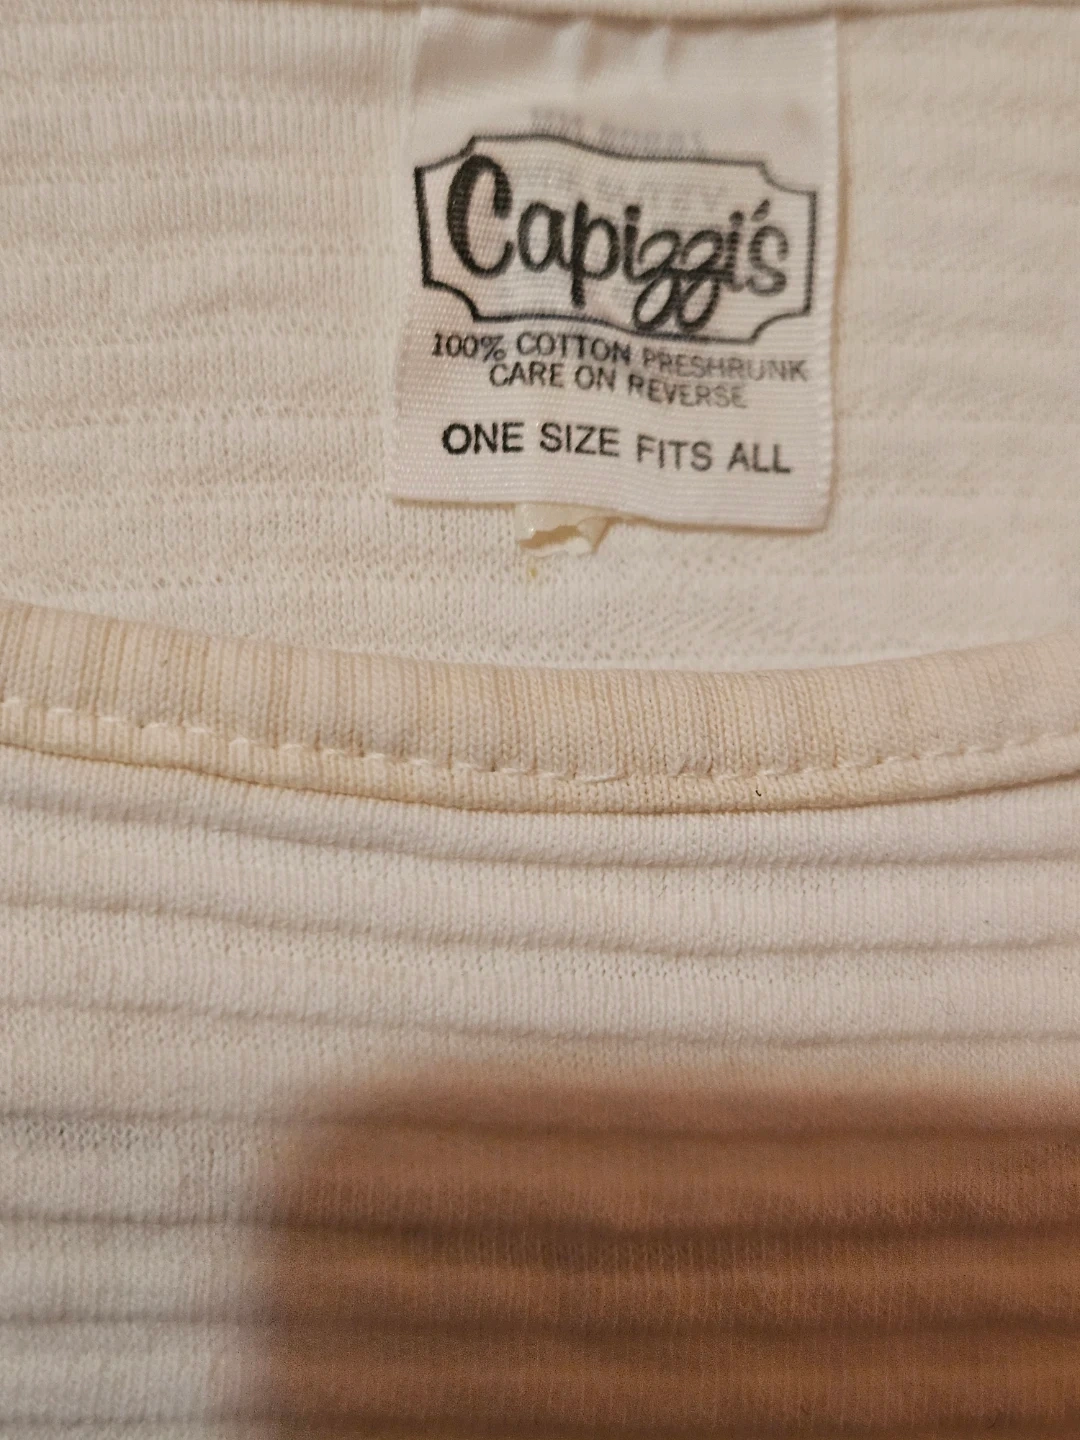 Capizzi's
100% COTTON PRESHRUNK
CARE ON REVERSE
ONE SIZE FITS ALL